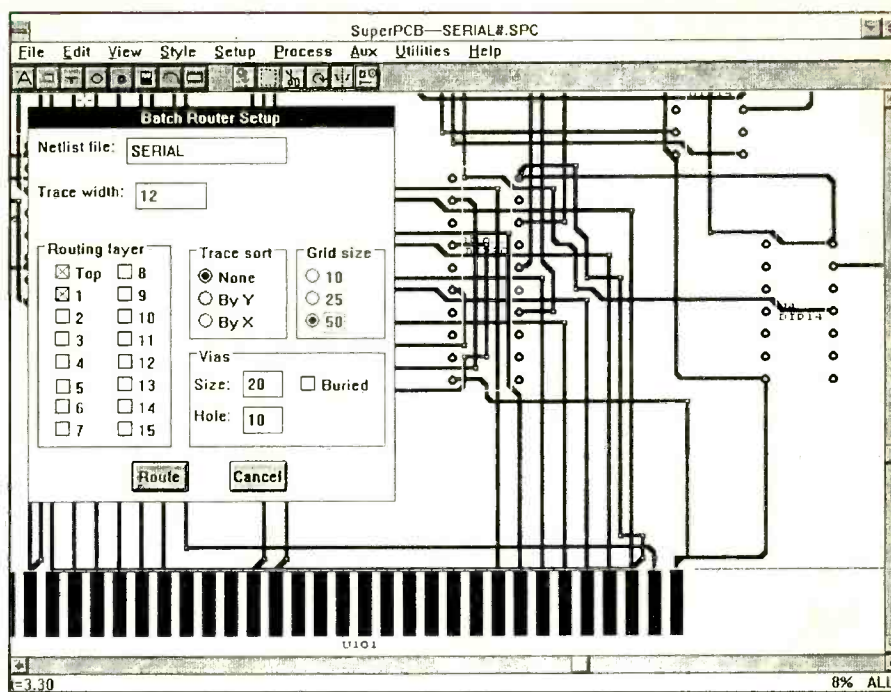 SuperPCB—SERIAL#.SPC
File Edit View Style Setup Process Aux Utilities Help
Batch Router Setup
Netlist file: SERIAL
Trace width: 12
Routing layer
Top 8
1 9
2 10
3 11
4 12
5 13
6 14
7 15
Trace sort
None
By Y
By X
Grid size
10
25
50
Vias
Size: 20 Buried
Hole: 10
Route Cancel
DIP14
=3.30
8% ALL